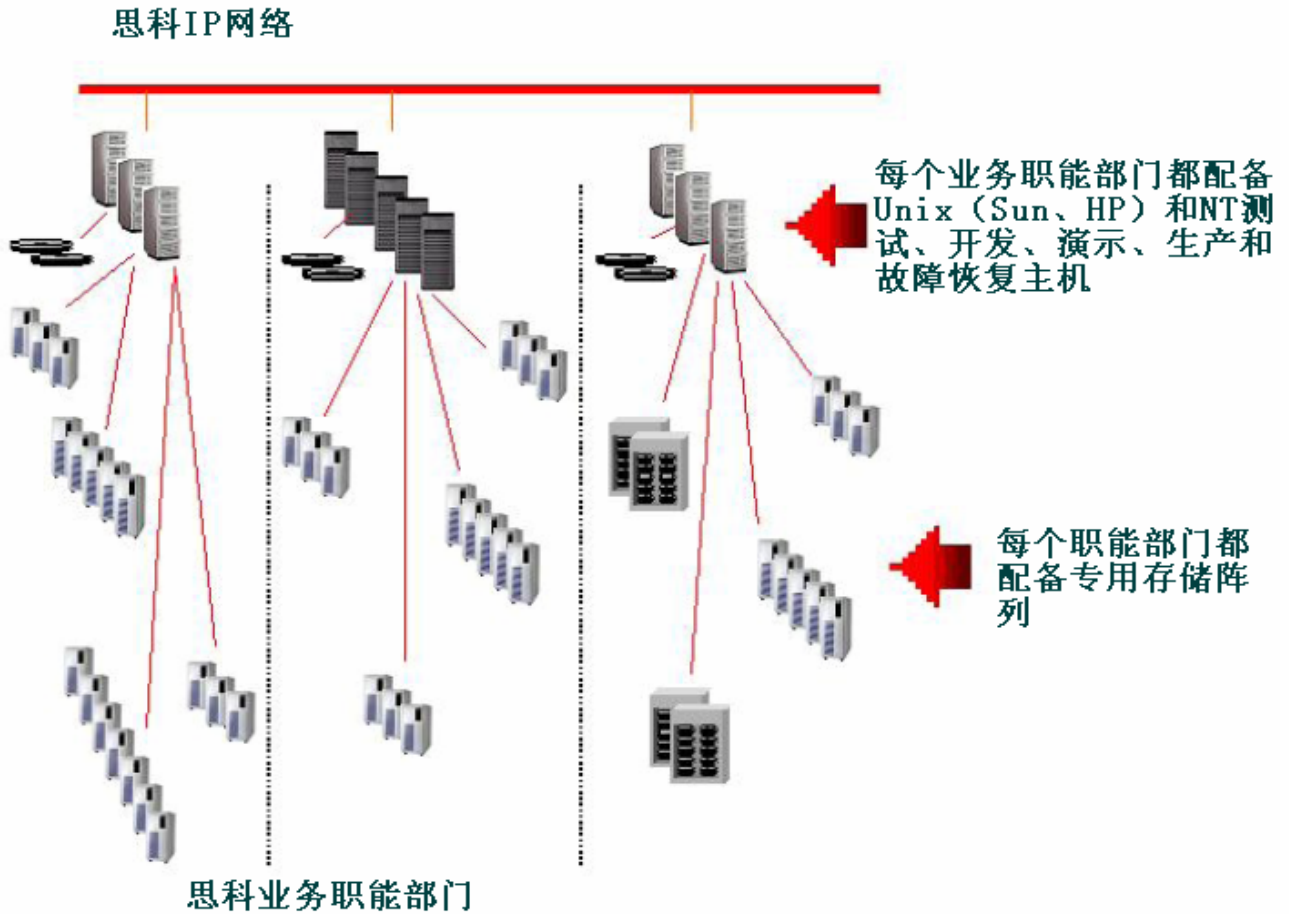 思科IP网络
每个业务职能部门都配备
Unix（Sun、HP）和NT测
试、开发、演示、生产和
故障恢复主机
每个职能部门都
配备专用存储阵
列
思科业务职能部门